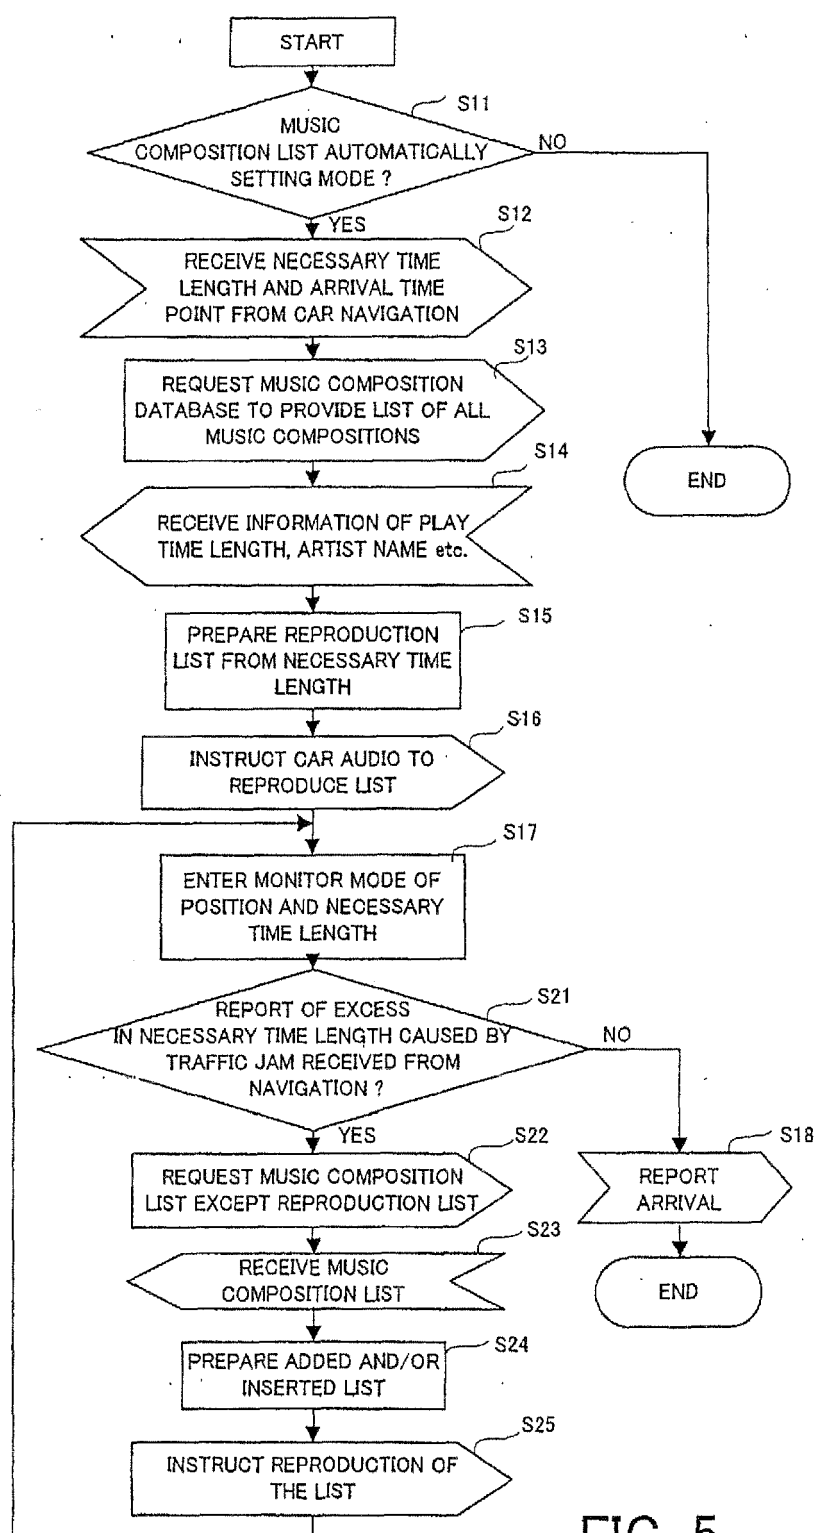 START
S11
MUSIC
COMPOSITION LIST AUTOMATICALLY
SETTING MODE ?
NO
YES
S12
RECEIVE NECESSARY TIME
LENGTH AND ARRIVAL TIME
POINT FROM CAR NAVIGATION
S13
REQUEST MUSIC COMPOSITION
DATABASE TO PROVIDE LIST OF ALL
MUSIC COMPOSITIONS
END
S14
RECEIVE INFORMATION OF PLAY
TIME LENGTH, ARTIST NAME etc.
S15
PREPARE REPRODUCTION
LIST FROM NECESSARY TIME
LENGTH
S16
INSTRUCT CAR AUDIO TO
REPRODUCE LIST
S17
ENTER MONITOR MODE OF
POSITION AND NECESSARY
TIME LENGTH
S21
REPORT OF EXCESS
IN NECESSARY TIME LENGTH CAUSED BY
TRAFFIC JAM RECEIVED FROM
NAVIGATION ?
NO
YES
S22
REQUEST MUSIC COMPOSITION
LIST EXCEPT REPRODUCTION LIST
S18
REPORT
ARRIVAL
S23
RECEIVE MUSIC
COMPOSITION LIST
END
S24
PREPARE ADDED AND/OR
INSERTED LIST
S25
INSTRUCT REPRODUCTION OF
THE LIST
FIG. 5